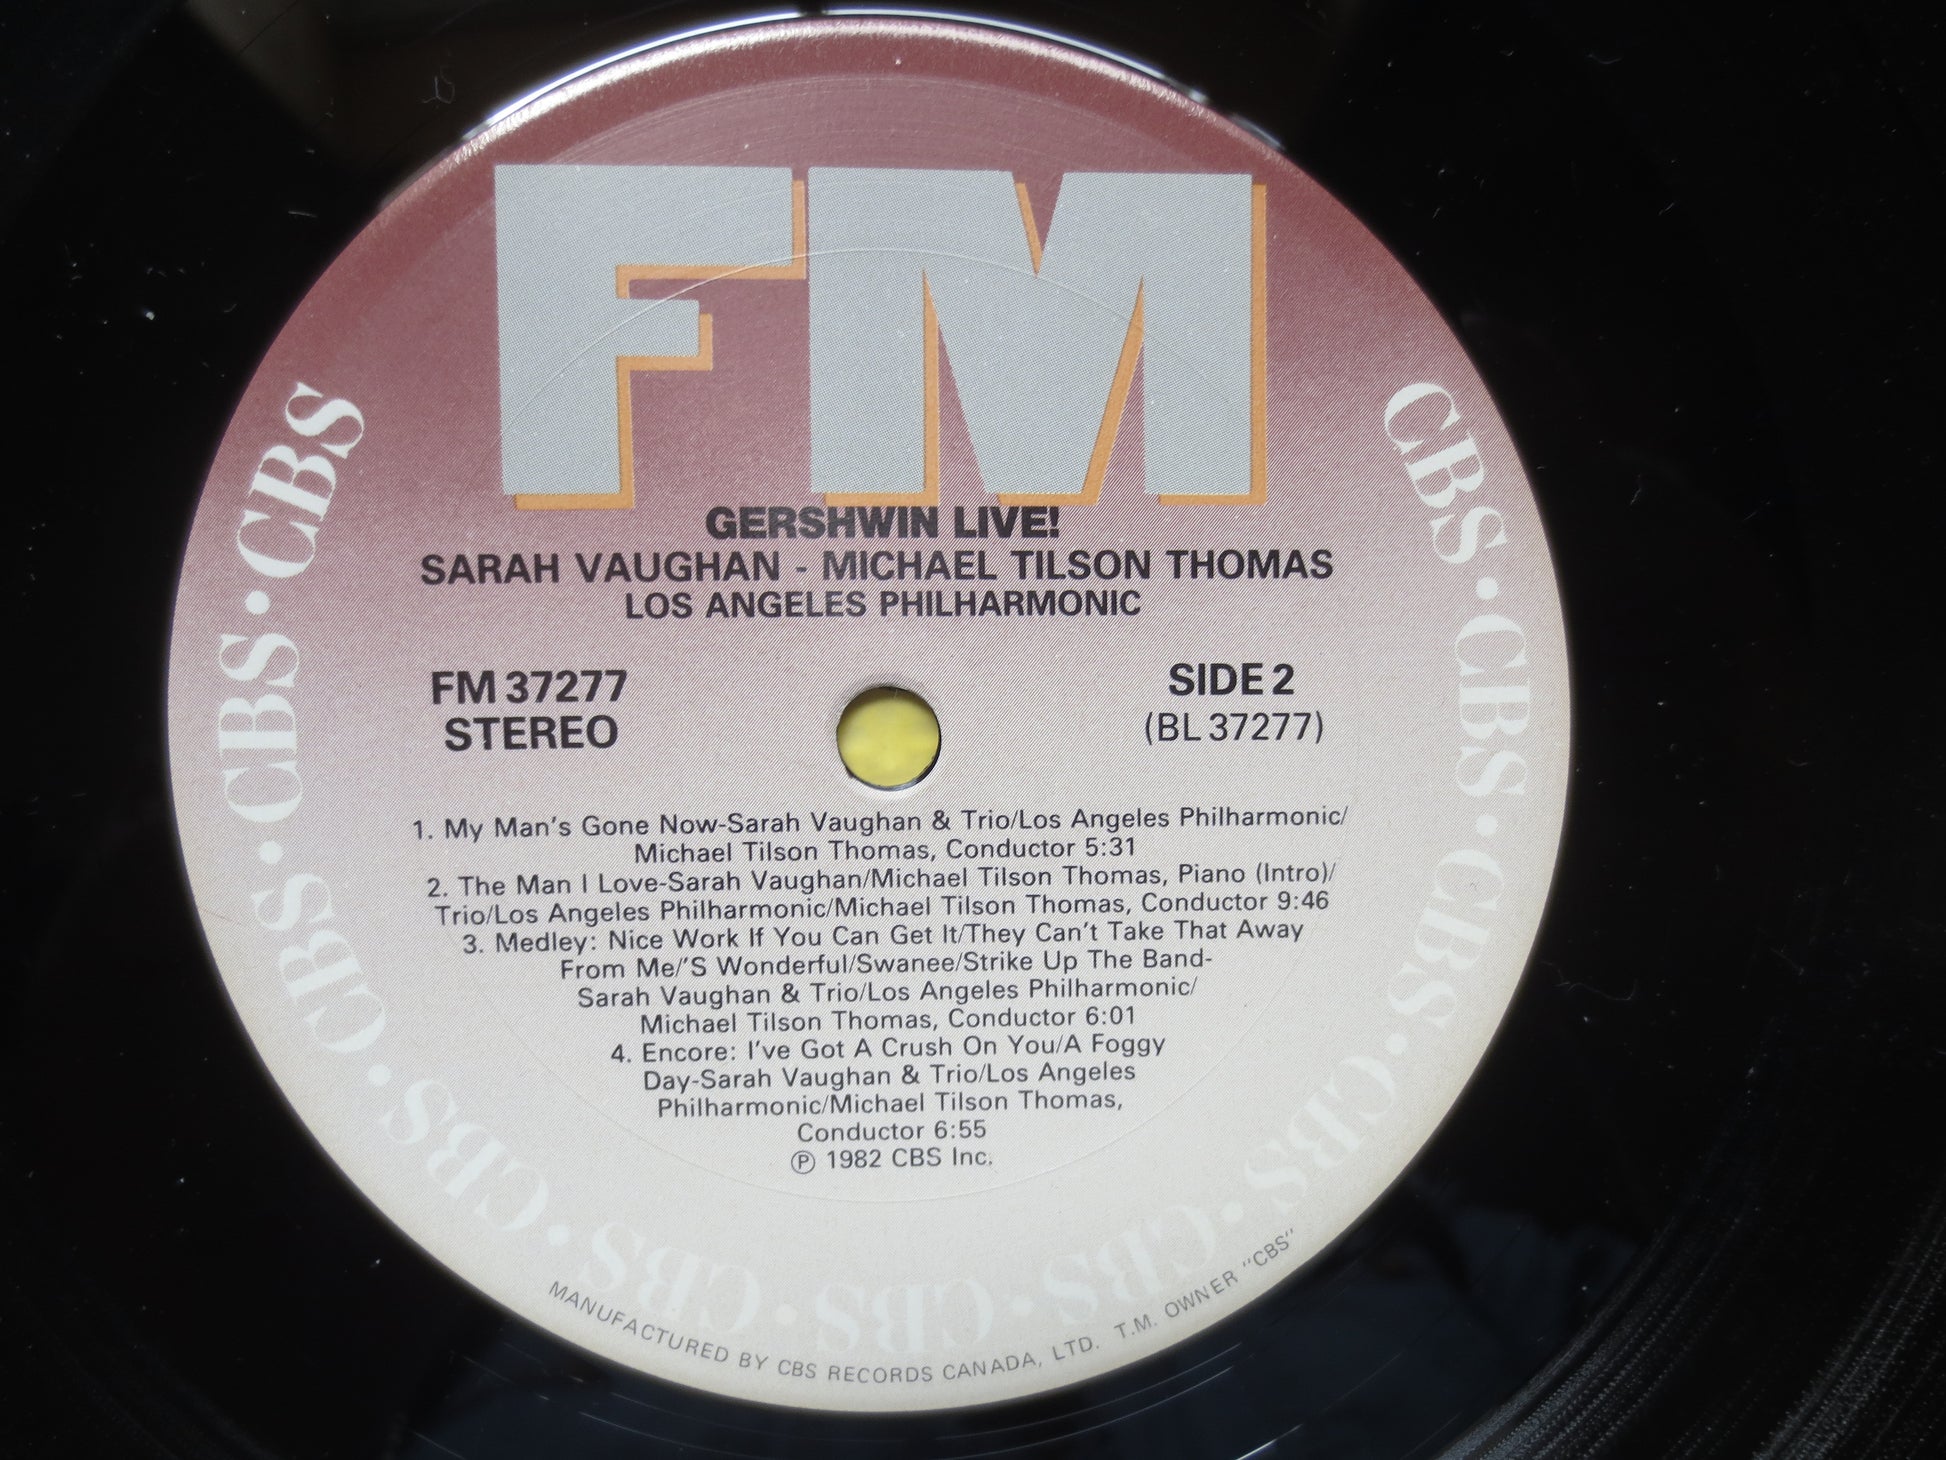 FM
GERSHWIN LIVE!
SARAH VAUGHAN - MICHAEL TILSON THOMAS
LOS ANGELES PHILHARMONIC
FM 37277
STEREO
SIDE 2
(BL 37277)
1. My Man's Gone Now-Sarah Vaughan & Trio/Los Angeles Philharmonic/
Michael Tilson Thomas, Conductor 5:31
2. The Man I Love-Sarah Vaughan/Michael Tilson Thomas, Piano (Intro)/
Trio/Los Angeles Philharmonic/Michael Tilson Thomas, Conductor 9:46
3. Medley: Nice Work If You Can Get It/They Can't Take That Away
From Me/'S Wonderful/Swanee/Strike Up The Band-
Sarah Vaughan & Trio/Los Angeles Philharmonic/
Michael Tilson Thomas, Conductor 6:01
4. Encore: I've Got A Crush On You/A Foggy
Day-Sarah Vaughan & Trio/Los Angeles
Philharmonic/Michael Tilson Thomas,
Conductor 6:55
℗ 1982 CBS Inc.
CBS · CBS · CBS · CBS · CBS · CBS · CBS · CBS · CBS · CBS · CBS · CBS · CBS
MANUFACTURED BY CBS RECORDS CANADA, LTD. T.M. OWNER "CBS"